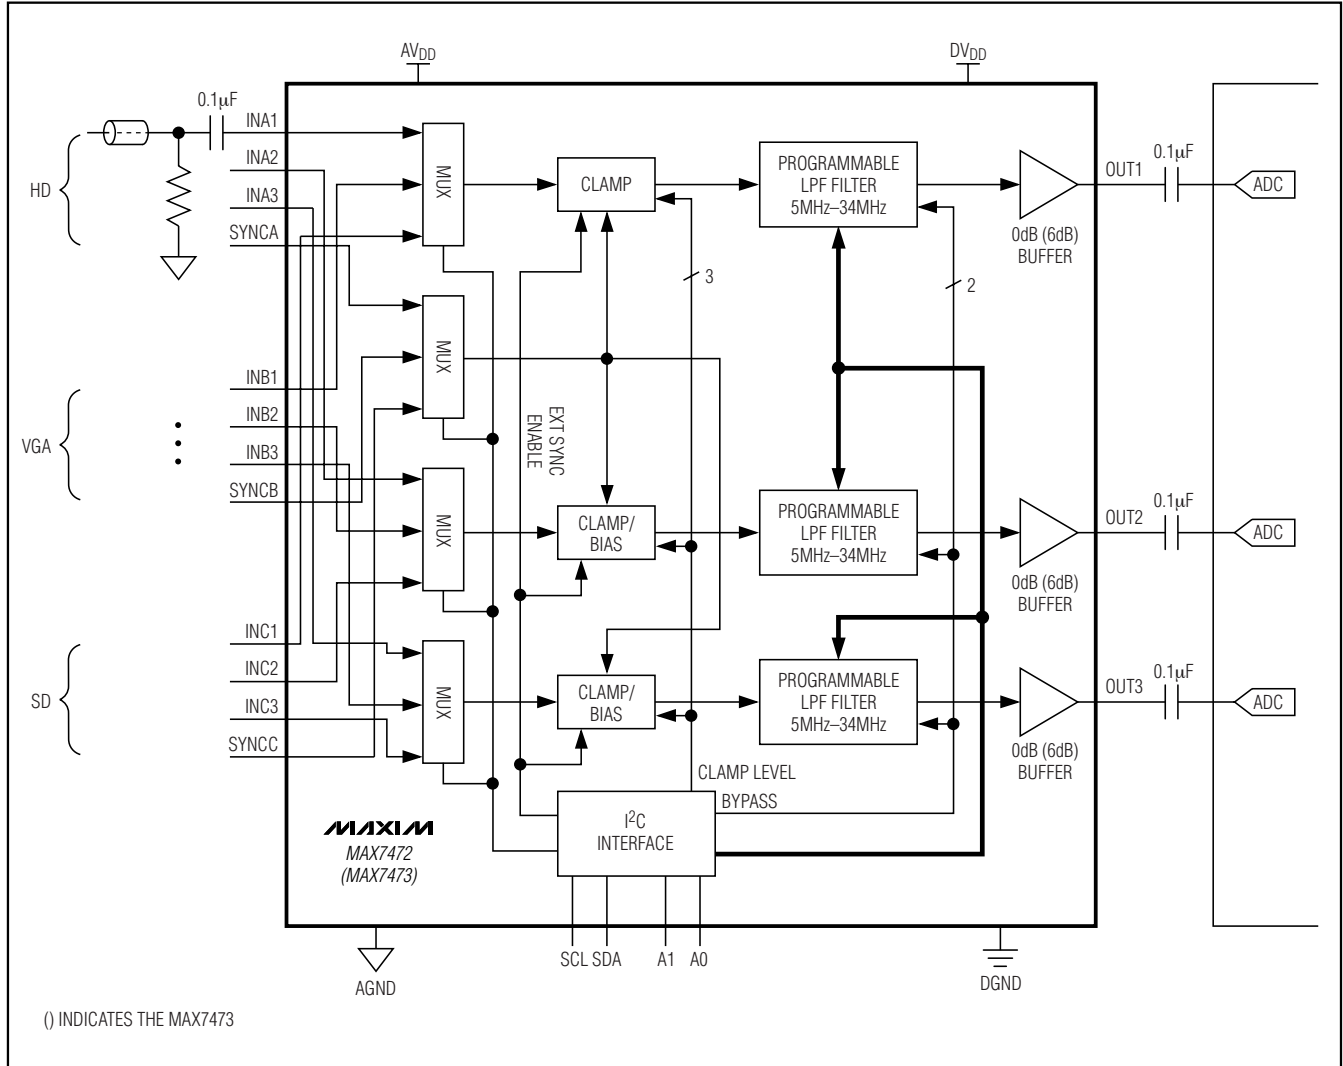 AVDD
DVDD
0.1µF
INA1
INA2
INA3
SYNCA
HD
MUX
CLAMP
PROGRAMMABLE
LPF FILTER
5MHz–34MHz
0dB (6dB)
BUFFER
OUT1
0.1µF
ADC
3
2
MUX
INB1
INB2
INB3
SYNCB
VGA
EXT SYNC
ENABLE
MUX
CLAMP/
BIAS
PROGRAMMABLE
LPF FILTER
5MHz–34MHz
0dB (6dB)
BUFFER
OUT2
0.1µF
ADC
INC1
INC2
INC3
SYNCC
SD
MUX
CLAMP/
BIAS
PROGRAMMABLE
LPF FILTER
5MHz–34MHz
0dB (6dB)
BUFFER
OUT3
0.1µF
ADC
CLAMP LEVEL
BYPASS
I2C
INTERFACE
MAXIM
MAX7472
(MAX7473)
SCL SDA A1 A0
AGND
DGND
() INDICATES THE MAX7473